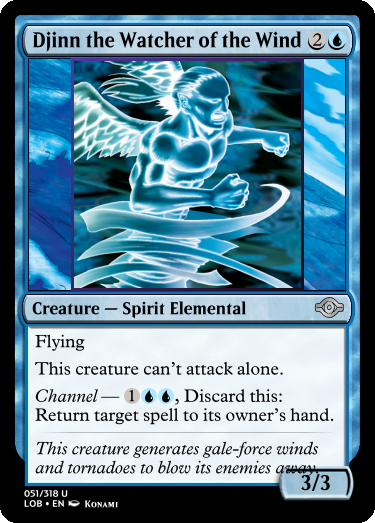 Djinn the Watcher of the Wind 2
Creature — Spirit Elemental
Flying
This creature can't attack alone.
Channel — 1, Discard this:
Return target spell to its owner's hand.
This creature generates gale-force winds
and tornadoes to blow its enemies away.
3/3
051/318 U
LOB • EN Konami